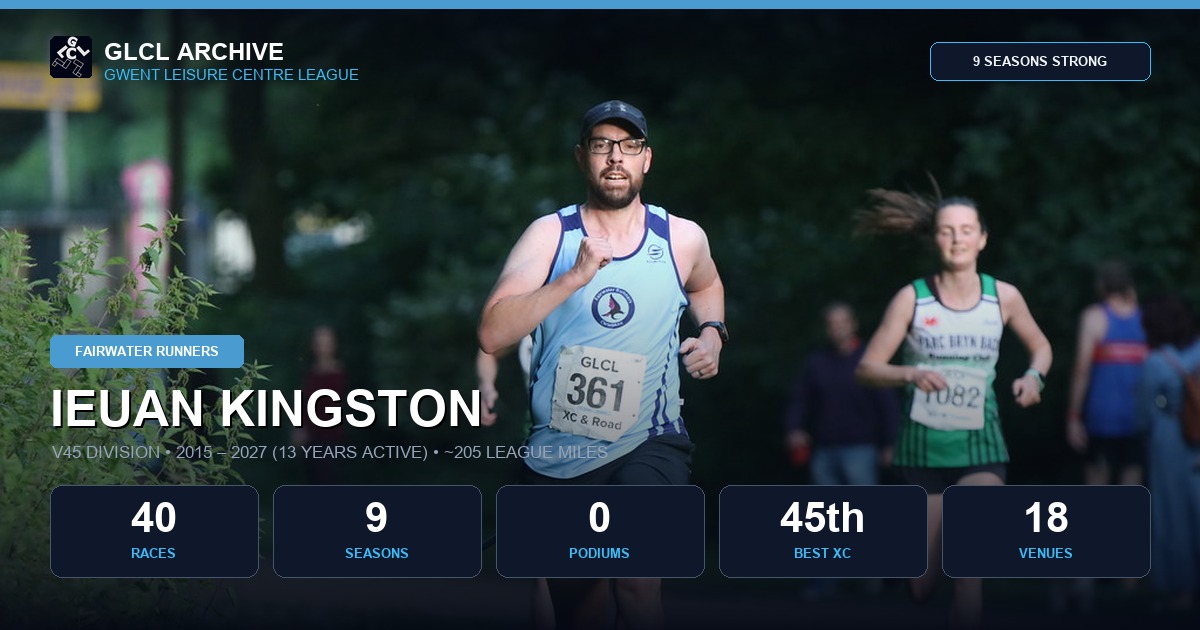 GLCL ARCHIVE
GWENT LEISURE CENTRE LEAGUE
9 SEASONS STRONG
GLCL
361
XC & Road
1082
FAIRWATER RUNNERS
IEUAN KINGSTON
V45 DIVISION • 2015 – 2027 (13 YEARS ACTIVE) • ~205 LEAGUE MILES
40
RACES
9
SEASONS
0
PODIUMS
45th
BEST XC
18
VENUES